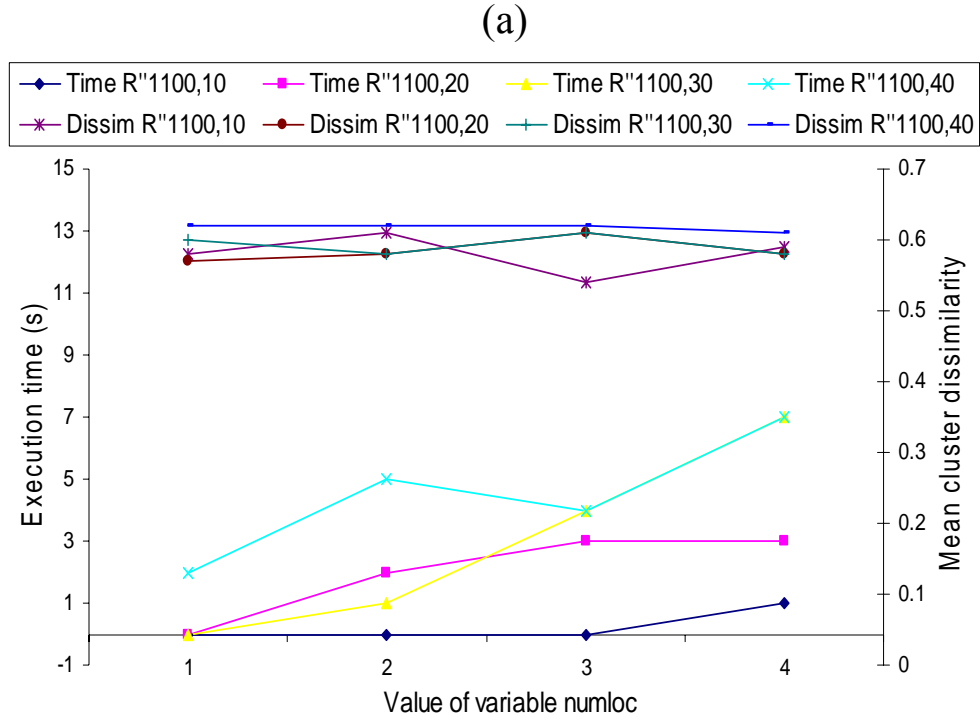 (a)
Time R"1100,10 Time R"1100,20 Time R"1100,30 Time R"1100,40
Dissim R"1100,10 Dissim R"1100,20 Dissim R"1100,30 Dissim R"1100,40
15
13
11
9
7
5
3
1
-1
Execution time (s)
0.7
0.6
0.5
0.4
0.3
0.2
0.1
0
Mean cluster dissimilarity
1 2 3 4
Value of variable numloc